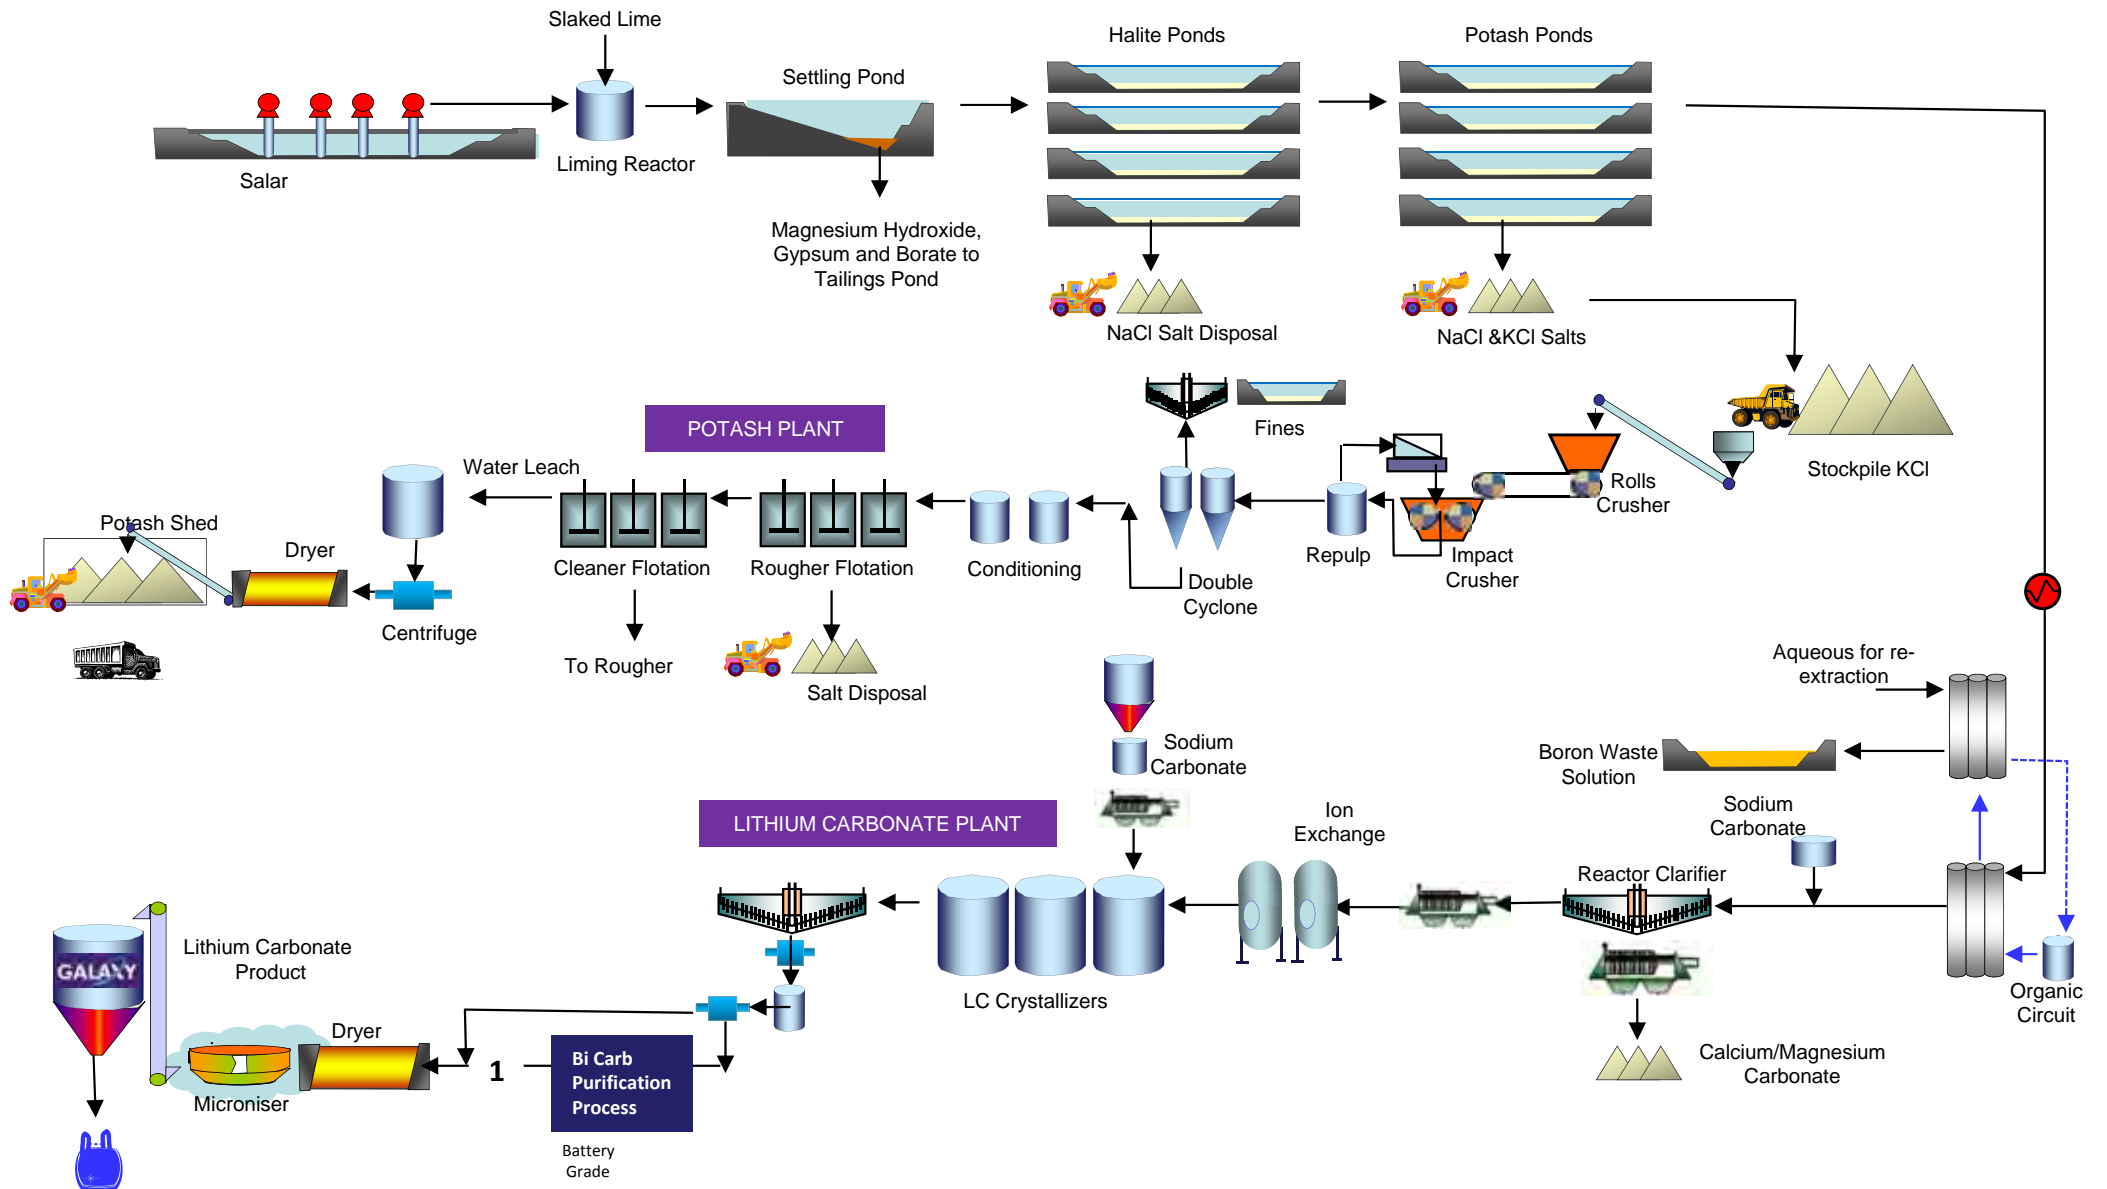 Slaked Lime
Halite Ponds
Potash Ponds
Settling Pond
Liming Reactor
Salar
Magnesium Hydroxide,
Gypsum and Borate to
Tailings Pond
NaCl Salt Disposal
NaCl &KCl Salts
POTASH PLANT
Fines
Water Leach
Stockpile KCl
Rolls
Crusher
Potash Shed
Dryer
Cleaner Flotation
Rougher Flotation
Conditioning
Repulp
Impact
Crusher
Double
Cyclone
Centrifuge
To Rougher
Salt Disposal
Aqueous for re-
extraction
Sodium
Carbonate
Boron Waste
Solution
Sodium
Carbonate
LITHIUM CARBONATE PLANT
Ion
Exchange
Reactor Clarifier
Lithium Carbonate
Product
GALAXY
LC Crystallizers
Organic
Circuit
Dryer
1
Bi Carb
Purification
Process
Calcium/Magnesium
Carbonate
Microniser
Battery
Grade